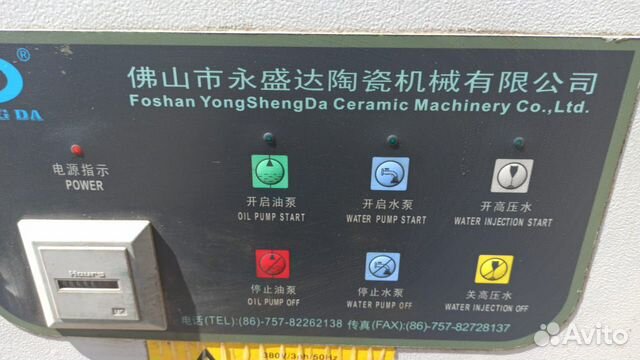 ®
佛山市永盛达陶瓷机械有限公司
Foshan YongShengDa Ceramic Machinery Co.,Ltd.
G DA
电源指示
POWER
开启油泵
OIL PUMP START
开启水泵
WATER PUMP START
开高压水
WATER INJECTION START
Hours
停止油泵
OIL PUMP OFF
停止水泵
WATER PUMP OFF
关高压水
WATER INJECTION OFF
电话(TEL):(86)-757-82262138 传真(FAX):(86)-757-82728137
380V/3ph/50Hz
Avito